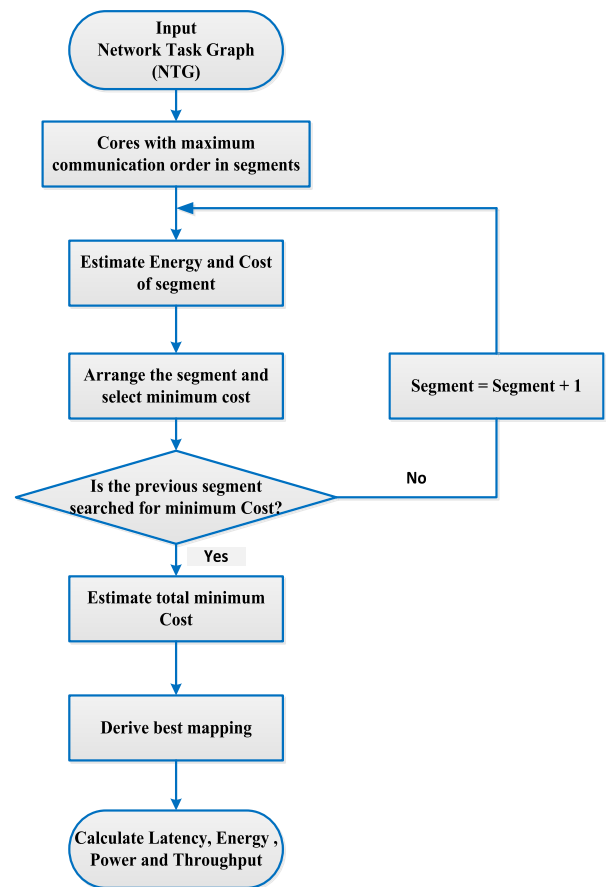 Input
Network Task Graph
(NTG)
Cores with maximum
communication order in segments
Estimate Energy and Cost
of segment
Arrange the segment and
select minimum cost
Segment = Segment + 1
Is the previous segment
searched for minimum Cost?
No
Yes
Estimate total minimum
Cost
Derive best mapping
Calculate Latency, Energy ,
Power and Throughput